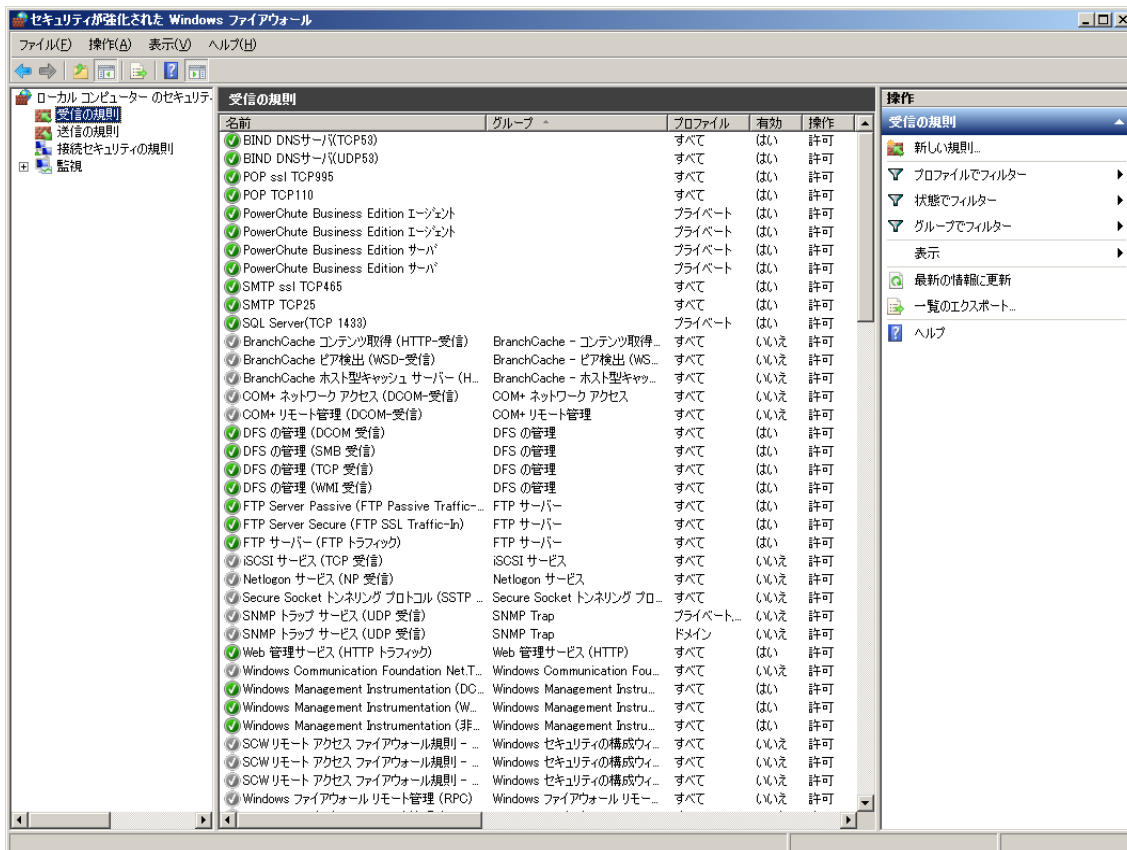 セキュリティが強化された Windows ファイアウォール
ファイル(F) 操作(A) 表示(V) ヘルプ(H)
ローカル コンピューター のセキュリテ
受信の規則
送信の規則
接続セキュリティの規則
監視
受信の規則
名前 グループ プロファイル 有効 操作
BIND DNSサーバ(TCP53) すべて はい 許可
BIND DNSサーバ(UDP53) すべて はい 許可
POP ssl TCP995 すべて はい 許可
POP TCP110 すべて はい 許可
PowerChute Business Edition エージェント プライベート はい 許可
PowerChute Business Edition エージェント プライベート はい 許可
PowerChute Business Edition サーバ プライベート はい 許可
PowerChute Business Edition サーバ プライベート はい 許可
SMTP ssl TCP465 すべて はい 許可
SMTP TCP25 すべて はい 許可
SQL Server(TCP 1433) プライベート はい 許可
BranchCache コンテンツ取得 (HTTP-受信) BranchCache - コンテンツ取得... すべて いいえ 許可
BranchCache ピア検出 (WSD-受信) BranchCache - ピア検出 (WS... すべて いいえ 許可
BranchCache ホスト型キャッシュ サーバー (H... BranchCache - ホスト型キャッ... すべて いいえ 許可
COM+ ネットワーク アクセス (DCOM-受信) COM+ ネットワーク アクセス すべて いいえ 許可
COM+ リモート管理 (DCOM-受信) COM+ リモート管理 すべて いいえ 許可
DFS の管理 (DCOM 受信) DFS の管理 すべて はい 許可
DFS の管理 (SMB 受信) DFS の管理 すべて はい 許可
DFS の管理 (TCP 受信) DFS の管理 すべて はい 許可
DFS の管理 (WMI 受信) DFS の管理 すべて はい 許可
FTP Server Passive (FTP Passive Traffic-... FTP サーバー すべて はい 許可
FTP Server Secure (FTP SSL Traffic-In) FTP サーバー すべて はい 許可
FTP サーバー (FTP トラフィック) FTP サーバー すべて はい 許可
iSCSI サービス (TCP 受信) iSCSI サービス すべて いいえ 許可
Netlogon サービス (NP 受信) Netlogon サービス すべて いいえ 許可
Secure Socket トンネリング プロトコル (SSTP ... Secure Socket トンネリング プロ... すべて いいえ 許可
SNMP トラップ サービス (UDP 受信) SNMP Trap プライベート,... いいえ 許可
SNMP トラップ サービス (UDP 受信) SNMP Trap ドメイン いいえ 許可
Web 管理サービス (HTTP トラフィック) Web 管理サービス (HTTP) すべて はい 許可
Windows Communication Foundation Net.T... Windows Communication Fou... すべて いいえ 許可
Windows Management Instrumentation (DC... Windows Management Instru... すべて はい 許可
Windows Management Instrumentation (W... Windows Management Instru... すべて はい 許可
Windows Management Instrumentation (非... Windows Management Instru... すべて はい 許可
SCW リモート アクセス ファイアウォール規則 - ... Windows セキュリティの構成ウィ... すべて いいえ 許可
SCW リモート アクセス ファイアウォール規則 - ... Windows セキュリティの構成ウィ... すべて いいえ 許可
SCW リモート アクセス ファイアウォール規則 - ... Windows セキュリティの構成ウィ... すべて いいえ 許可
Windows ファイアウォール リモート管理 (RPC) Windows ファイアウォール リモー... すべて いいえ 許可
操作
受信の規則
新しい規則...
プロファイルでフィルター
状態でフィルター
グループでフィルター
表示
最新の情報に更新
一覧のエクスポート...
ヘルプ